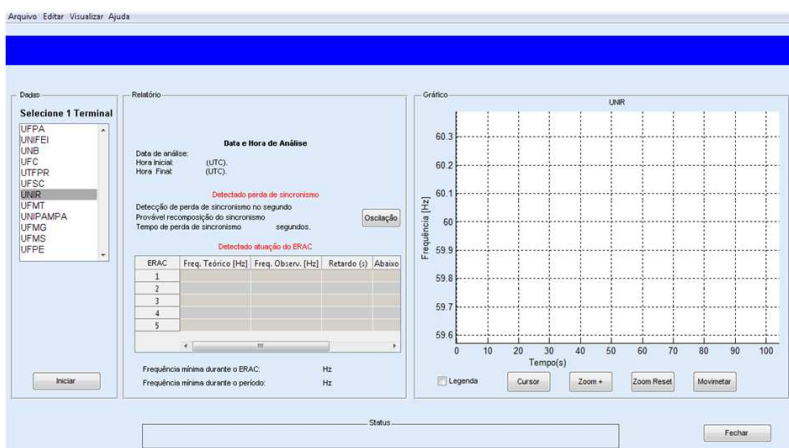 Arquivo Editar Visualizar Ajuda
Dados
Selecione 1 Terminal
UFPA
UNIFEI
UNB
UFC
UTFPR
UFSC
UNIR
UFMT
UNIPAMPA
UFMG
UFMS
UFPE
Iniciar
Relatório
Data e Hora de Análise
Data de análise:
Hora Inicial: (UTC).
Hora Final: (UTC).
Detectado perda de sincronismo
Detecção de perda de sincronismo no segundo
Provável recomposição do sincronismo
Tempo de perda de sincronismo segundos.
Oscilação
Detectado atuação do ERAC
ERAC Freq. Teórico [Hz] Freq. Observ. [Hz] Retardo (s) Abaixo
1
2
3
4
5
Frequência mínima durante o ERAC: Hz
Frequência mínima durante o período: Hz
Gráfico
UNIR
Frequência [Hz]
60.3
60.2
60.1
60
59.9
59.8
59.7
59.6
0 10 20 30 40 50 60 70 80 90 100
Tempo(s)
Legenda
Cursor
Zoom +
Zoom Reset
Movimetar
Status
Fechar